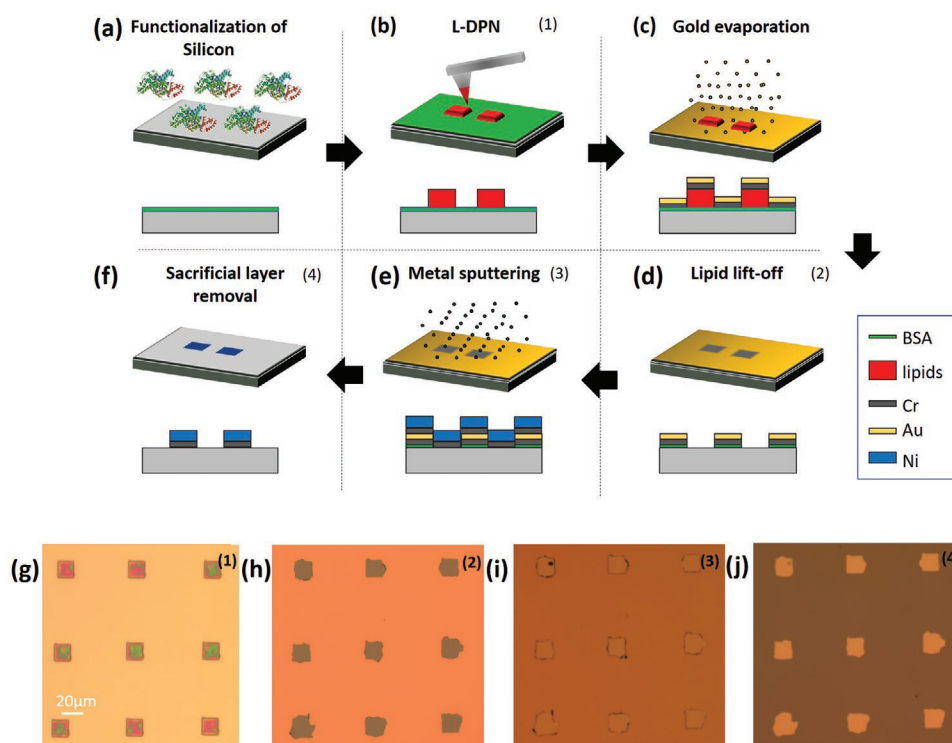 (a) Functionalization of
Silicon
(b) L-DPN (1)
(c) Gold evaporation
(f) Sacrificial layer (4)
removal
(e) Metal sputtering (3)
(d) Lipid lift-off (2)
BSA
lipids
Cr
Au
Ni
(g) (1)
20µm
(h) (2)
(i) (3)
(j) (4